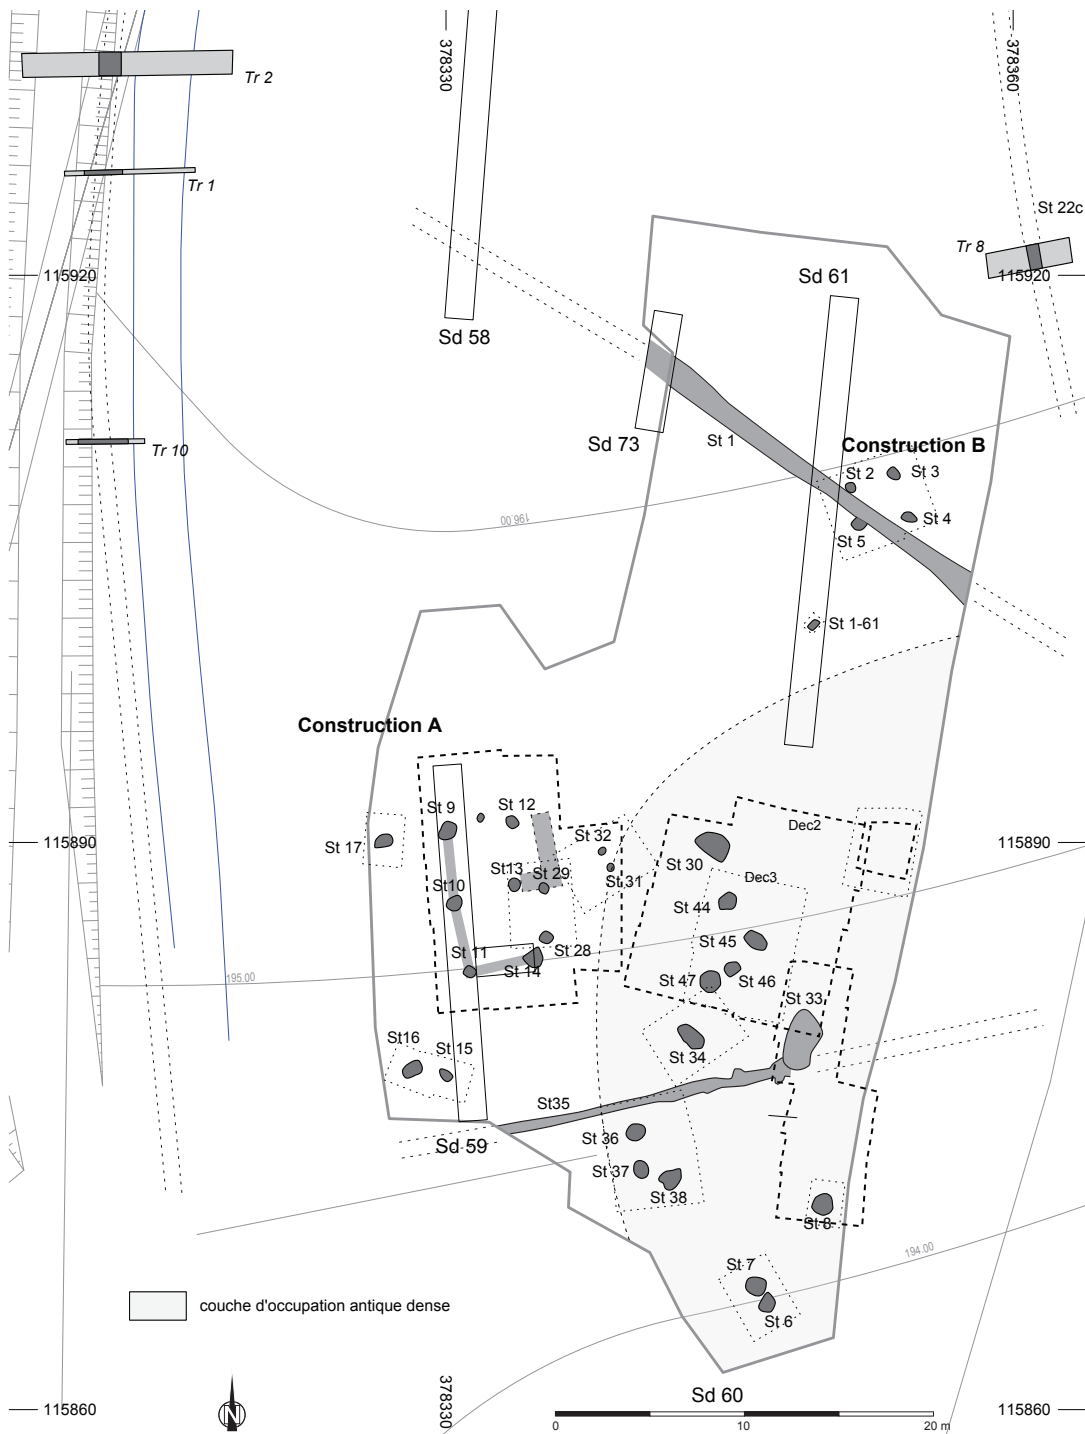 378330
378360
Tr 2
Tr 1
St 22c
Tr 8
115920
115920
Sd 61
Sd 58
Sd 73
St 1
Construction B
Tr 10
St 2
St 3
St 4
St 5
196.00
St 1-61
Construction A
St 9
St 12
Dec2
St 17
St 32
115890
St 30
115890
St13
St 29
St 31
Dec3
St10
St 44
St 45
St 28
St 11
St 14
195.00
St 47
St 46
St 33
St16
St 15
St 34
St35
Sd 59
St 36
St 37
St 38
St 8
194.00
St 7
St 6
couche d'occupation antique dense
N
378330
Sd 60
115860
115860
0
10
20 m